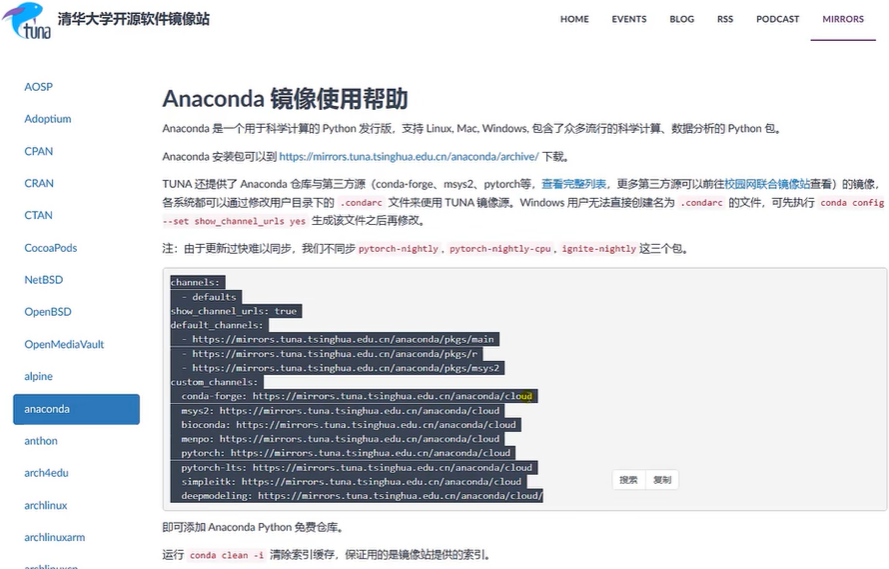 tuna
清华大学开源软件镜像站
HOME EVENTS BLOG RSS PODCAST MIRRORS
AOSP
Adoptium
CPAN
CRAN
CTAN
CocoaPods
NetBSD
OpenBSD
OpenMediaVault
alpine
anaconda
anthon
arch4edu
archlinux
archlinuxarm
Anaconda 镜像使用帮助
Anaconda 是一个用于科学计算的 Python 发行版，支持 Linux, Mac, Windows, 包含了众多流行的科学计算、数据分析的 Python 包。
Anaconda 安装包可以到 https://mirrors.tuna.tsinghua.edu.cn/anaconda/archive/ 下载。
TUNA 还提供了 Anaconda 仓库与第三方源（conda-forge、msys2、pytorch等，查看完整列表，更多第三方源可以前往校园网联合镜像站查看）的镜像，
各系统都可以通过修改用户目录下的 .condarc 文件来使用 TUNA 镜像源。Windows 用户无法直接创建名为 .condarc 的文件，可先执行 conda config
--set show_channel_urls yes 生成该文件之后再修改。
注：由于更新过快难以同步，我们不同步 pytorch-nightly, pytorch-nightly-cpu, ignite-nightly 这三个包。
channels:
  - defaults
show_channel_urls: true
default_channels:
  - https://mirrors.tuna.tsinghua.edu.cn/anaconda/pkgs/main
  - https://mirrors.tuna.tsinghua.edu.cn/anaconda/pkgs/r
  - https://mirrors.tuna.tsinghua.edu.cn/anaconda/pkgs/msys2
custom_channels:
  conda-forge: https://mirrors.tuna.tsinghua.edu.cn/anaconda/cloud
  msys2: https://mirrors.tuna.tsinghua.edu.cn/anaconda/cloud
  bioconda: https://mirrors.tuna.tsinghua.edu.cn/anaconda/cloud
  menpo: https://mirrors.tuna.tsinghua.edu.cn/anaconda/cloud
  pytorch: https://mirrors.tuna.tsinghua.edu.cn/anaconda/cloud
  pytorch-lts: https://mirrors.tuna.tsinghua.edu.cn/anaconda/cloud
  simpleitk: https://mirrors.tuna.tsinghua.edu.cn/anaconda/cloud
  deepmodeling: https://mirrors.tuna.tsinghua.edu.cn/anaconda/cloud/
搜索 复制
即可添加 Anaconda Python 免费仓库。
运行 conda clean -i 清除索引缓存，保证用的是镜像站提供的索引。